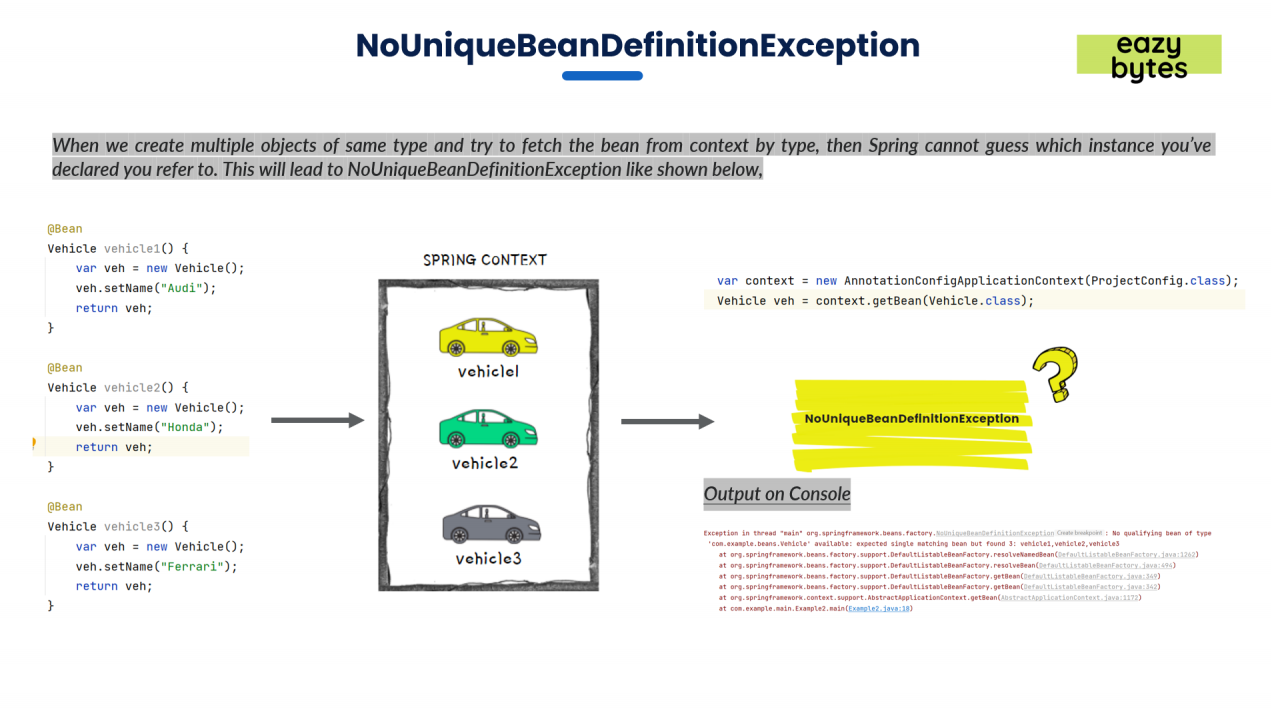 NoUniqueBeanDefinitionException
eazy
bytes
When we create multiple objects of same type and try to fetch the bean from context by type, then Spring cannot guess which instance you've
declared you refer to. This will lead to NoUniqueBeanDefinitionException like shown below,
@Bean
Vehicle vehicle1() {
    var veh = new Vehicle();
    veh.setName("Audi");
    return veh;
}
@Bean
Vehicle vehicle2() {
    var veh = new Vehicle();
    veh.setName("Honda");
    return veh;
}
@Bean
Vehicle vehicle3() {
    var veh = new Vehicle();
    veh.setName("Ferrari");
    return veh;
}
SPRING CONTEXT
vehicle1
vehicle2
vehicle3
var context = new AnnotationConfigApplicationContext(ProjectConfig.class);
Vehicle veh = context.getBean(Vehicle.class);
?
NoUniqueBeanDefinitionException
Output on Console
Exception in thread "main" org.springframework.beans.factory.NoUniqueBeanDefinitionException Create breakpoint : No qualifying bean of type
'com.example.beans.Vehicle' available: expected single matching bean but found 3: vehicle1,vehicle2,vehicle3
    at org.springframework.beans.factory.support.DefaultListableBeanFactory.resolveNamedBean(DefaultListableBeanFactory.java:1262)
    at org.springframework.beans.factory.support.DefaultListableBeanFactory.resolveBean(DefaultListableBeanFactory.java:494)
    at org.springframework.beans.factory.support.DefaultListableBeanFactory.getBean(DefaultListableBeanFactory.java:349)
    at org.springframework.beans.factory.support.DefaultListableBeanFactory.getBean(DefaultListableBeanFactory.java:342)
    at org.springframework.context.support.AbstractApplicationContext.getBean(AbstractApplicationContext.java:1172)
    at com.example.main.Example2.main(Example2.java:18)